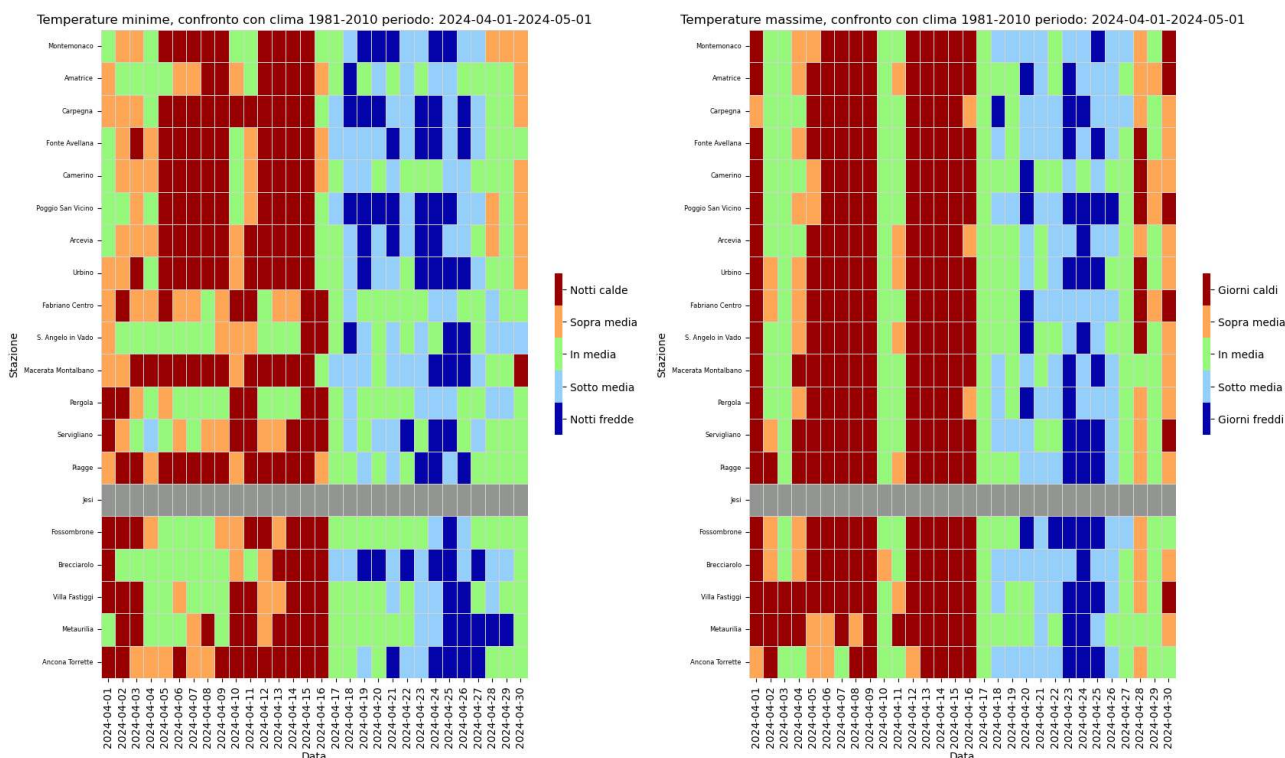 Temperature minime, confronto con clima 1981-2010 periodo: 2024-04-01-2024-05-01
Stazione
Montemonaco
Amatrice
Carpegna
Fonte Avellana
Camerino
Poggio San Vicino
Arcevia
Urbino
Fabriano Centro
S. Angelo in Vado
Macerata Montalbano
Pergola
Servigliano
Piagge
Jesi
Fossombrone
Brecciarolo
Villa Fastiggi
Metaurilia
Ancona Torrette
2024-04-01
2024-04-02
2024-04-03
2024-04-04
2024-04-05
2024-04-06
2024-04-07
2024-04-08
2024-04-09
2024-04-10
2024-04-11
2024-04-12
2024-04-13
2024-04-14
2024-04-15
2024-04-16
2024-04-17
2024-04-18
2024-04-19
2024-04-20
2024-04-21
2024-04-22
2024-04-23
2024-04-24
2024-04-25
2024-04-26
2024-04-27
2024-04-28
2024-04-29
2024-04-30
Data
Notti calde
Sopra media
In media
Sotto media
Notti fredde
Temperature massime, confronto con clima 1981-2010 periodo: 2024-04-01-2024-05-01
Stazione
Montemonaco
Amatrice
Carpegna
Fonte Avellana
Camerino
Poggio San Vicino
Arcevia
Urbino
Fabriano Centro
S. Angelo in Vado
Macerata Montalbano
Pergola
Servigliano
Piagge
Jesi
Fossombrone
Brecciarolo
Villa Fastiggi
Metaurilia
Ancona Torrette
2024-04-01
2024-04-02
2024-04-03
2024-04-04
2024-04-05
2024-04-06
2024-04-07
2024-04-08
2024-04-09
2024-04-10
2024-04-11
2024-04-12
2024-04-13
2024-04-14
2024-04-15
2024-04-16
2024-04-17
2024-04-18
2024-04-19
2024-04-20
2024-04-21
2024-04-22
2024-04-23
2024-04-24
2024-04-25
2024-04-26
2024-04-27
2024-04-28
2024-04-29
2024-04-30
Data
Giorni caldi
Sopra media
In media
Sotto media
Giorni freddi